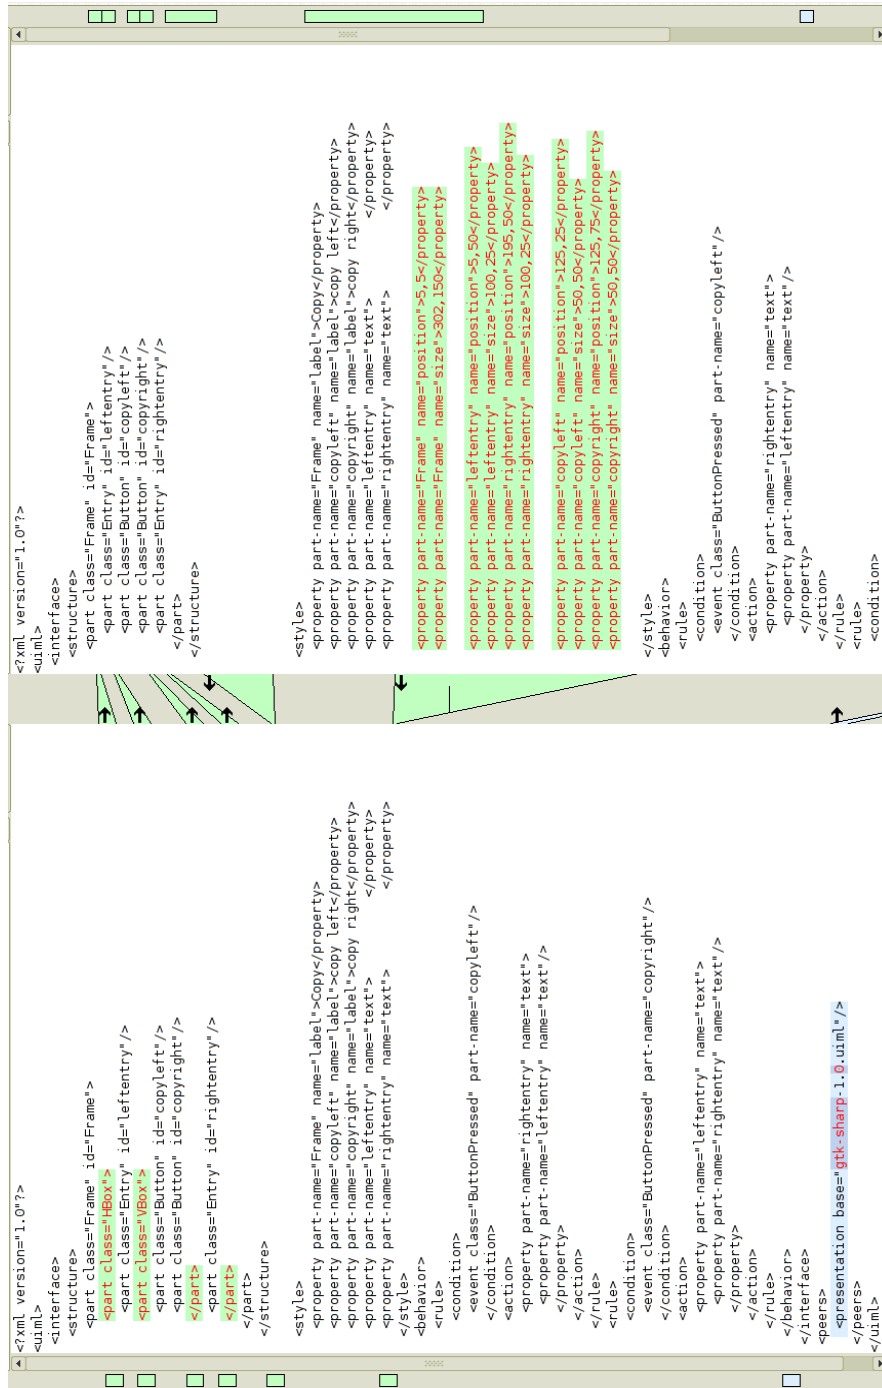 <?xml version="1.0"?>
<uiml>
<interface>
<structure>
<part class="Frame" id="Frame">
<part class="HBox">
<part class="Entry" id="leftentry"/>
<part class="VBox">
<part class="Button" id="copyleft"/>
<part class="Button" id="copyright"/>
</part>
<part class="Entry" id="rightentry"/>
</part>
</part>
</structure>
<style>
<property part-name="Frame" name="label">Copy</property>
<property part-name="copyleft" name="label">copy left</property>
<property part-name="copyright" name="label">copy right</property>
<property part-name="leftentry" name="text"> </property>
<property part-name="rightentry" name="text"> </property>
</style>
<behavior>
<rule>
<condition>
<event class="ButtonPressed" part-name="copyleft"/>
</condition>
<action>
<property part-name="rightentry" name="text">
<property part-name="leftentry" name="text"/>
</property>
</action>
</rule>
<rule>
<condition>
<event class="ButtonPressed" part-name="copyright"/>
</condition>
<action>
<property part-name="leftentry" name="text">
<property part-name="rightentry" name="text"/>
</property>
</action>
</rule>
</behavior>
</interface>
<peers>
<presentation base="gtk-sharp-1.0.uiml"/>
</peers>
</uiml>
<?xml version="1.0"?>
<uiml>
<interface>
<structure>
<part class="Frame" id="Frame">
<part class="Entry" id="leftentry"/>
<part class="Button" id="copyleft"/>
<part class="Button" id="copyright"/>
<part class="Entry" id="rightentry"/>
</part>
</structure>
<style>
<property part-name="Frame" name="label">Copy</property>
<property part-name="copyleft" name="label">copy left</property>
<property part-name="copyright" name="label">copy right</property>
<property part-name="leftentry" name="text"> </property>
<property part-name="rightentry" name="text"> </property>
<property part-name="Frame" name="position">5,5</property>
<property part-name="Frame" name="size">302,150</property>
<property part-name="leftentry" name="position">5,50</property>
<property part-name="leftentry" name="size">100,25</property>
<property part-name="rightentry" name="position">195,50</property>
<property part-name="rightentry" name="size">100,25</property>
<property part-name="copyleft" name="position">125,25</property>
<property part-name="copyleft" name="size">50,50</property>
<property part-name="copyright" name="position">125,75</property>
<property part-name="copyright" name="size">50,50</property>
</style>
<behavior>
<rule>
<condition>
<event class="ButtonPressed" part-name="copyleft"/>
</condition>
<action>
<property part-name="rightentry" name="text">
<property part-name="leftentry" name="text"/>
</property>
</action>
</rule>
<rule>
<condition>